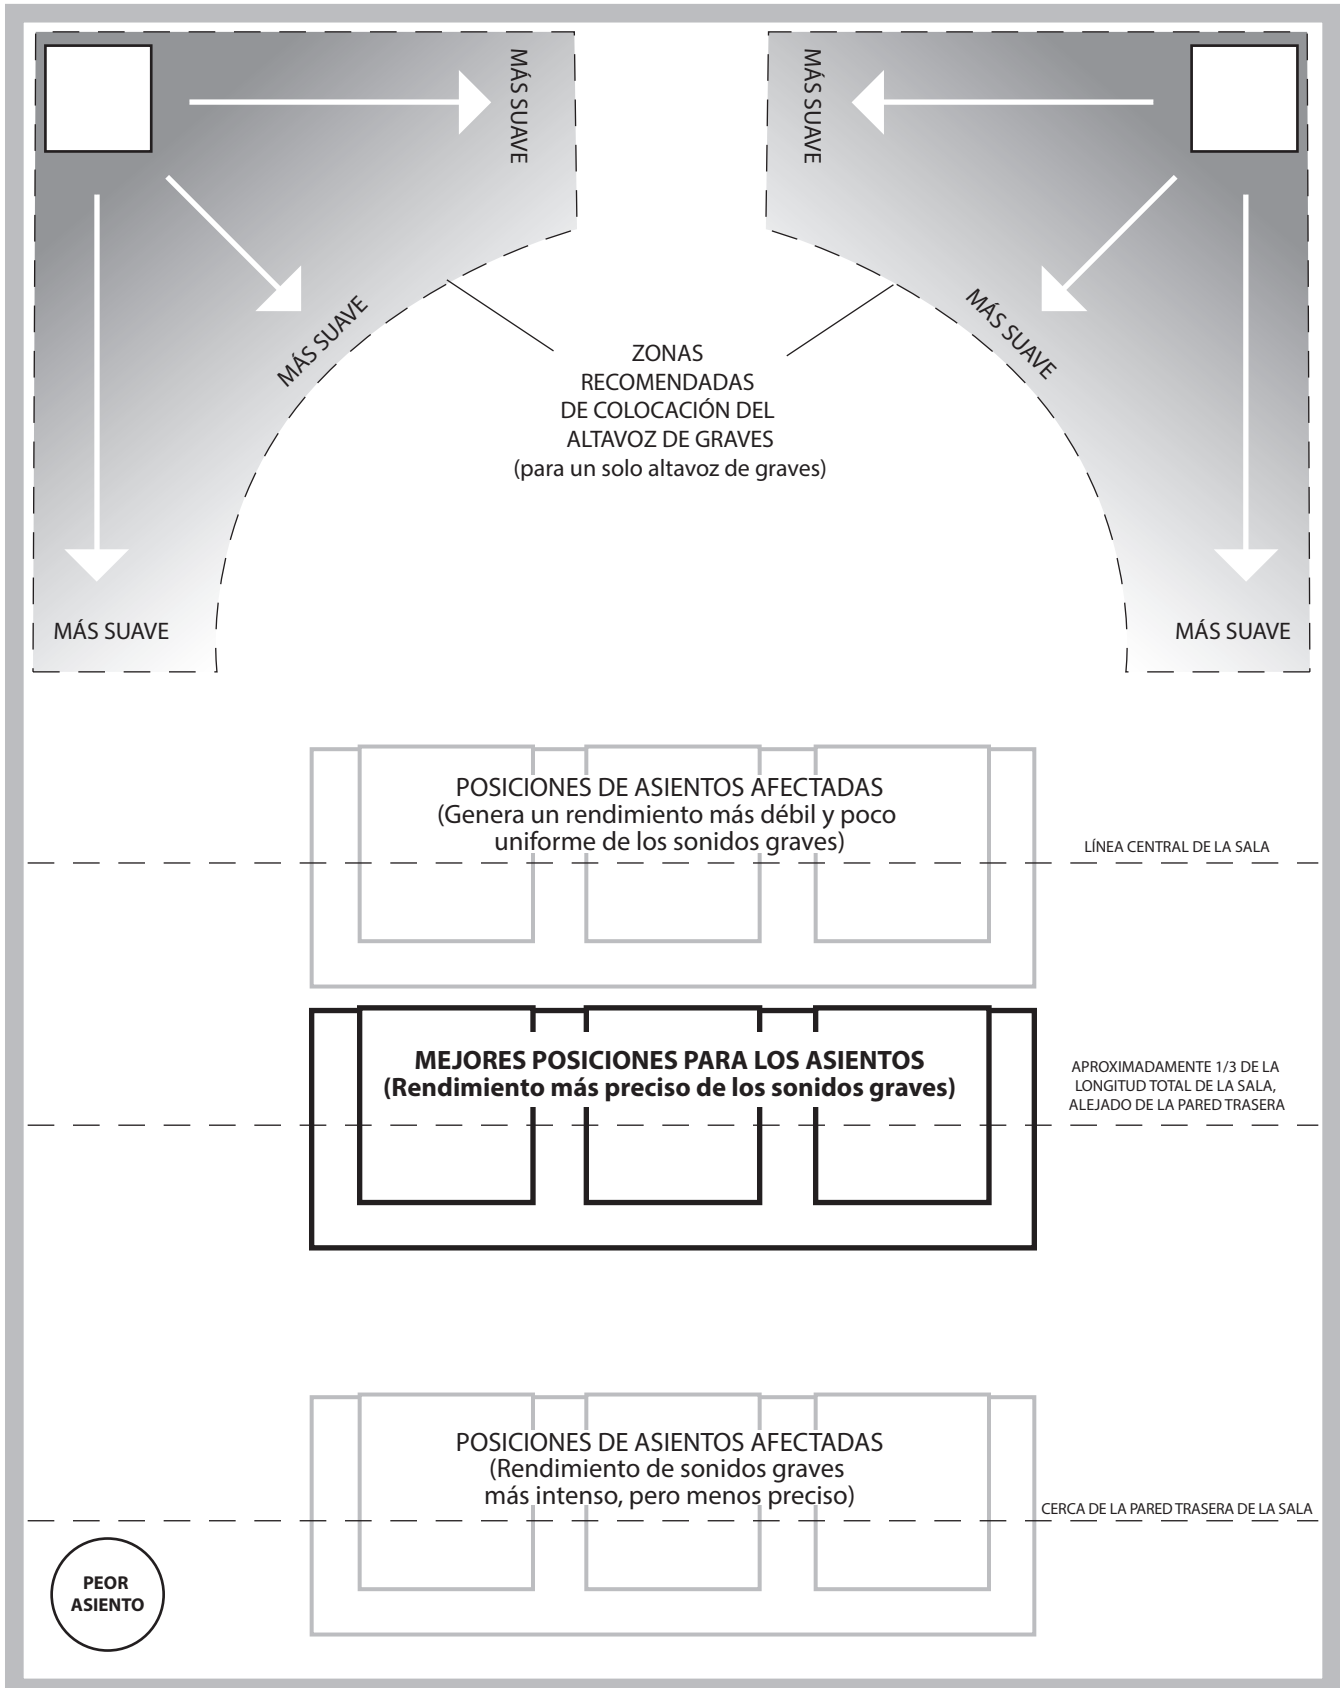 MÁS SUAVE
MÁS SUAVE
MÁS SUAVE
MÁS SUAVE
ZONAS
RECOMENDADAS
DE COLOCACIÓN DEL
ALTAVOZ DE GRAVES
(para un solo altavoz de graves)
MÁS SUAVE
MÁS SUAVE
POSICIONES DE ASIENTOS AFECTADAS
(Genera un rendimiento más débil y poco
uniforme de los sonidos graves)
LÍNEA CENTRAL DE LA SALA
MEJORES POSICIONES PARA LOS ASIENTOS
(Rendimiento más preciso de los sonidos graves)
APROXIMADAMENTE 1/3 DE LA
LONGITUD TOTAL DE LA SALA,
ALEJADO DE LA PARED TRASERA
POSICIONES DE ASIENTOS AFECTADAS
(Rendimiento de sonidos graves
más intenso, pero menos preciso)
CERCA DE LA PARED TRASERA DE LA SALA
PEOR
ASIENTO